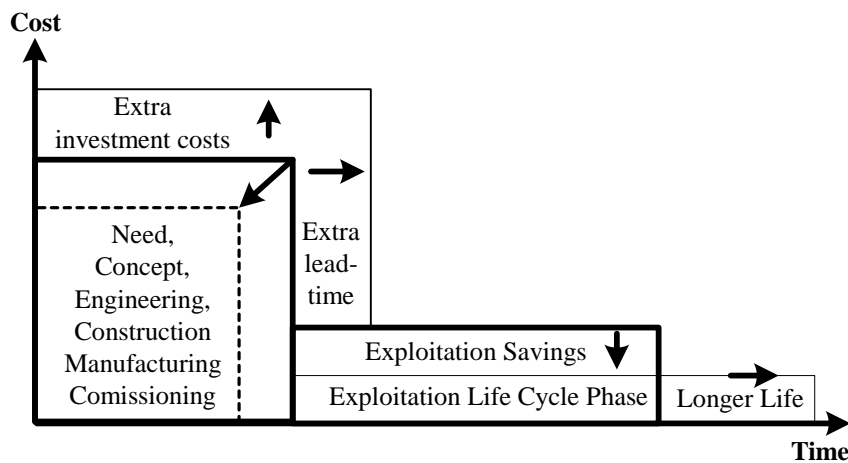 Cost
Extra
investment costs
Need,
Concept,
Engineering,
Construction
Manufacturing
Comissioning
Extra
lead-
time
Exploitation Savings
Exploitation Life Cycle Phase
Longer Life
Time